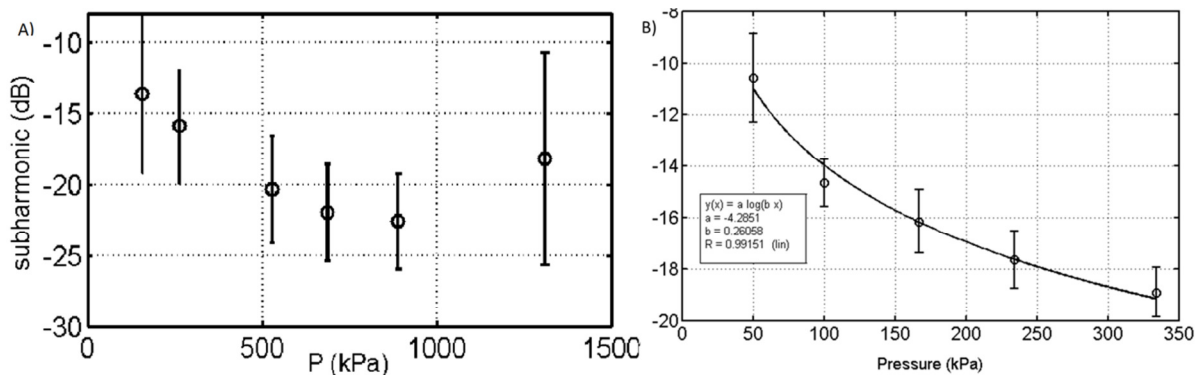 A)
subharmonic (dB)
-10
-15
-20
-25
-30
0
500
1000
1500
P (kPa)
B)
-8
-10
-12
-14
-16
-18
-20
y(x) = a log(b x)
a = -4.2851
b = 0.26058
R = 0.99151 (lin)
0
50
100
150
200
250
300
350
Pressure (kPa)